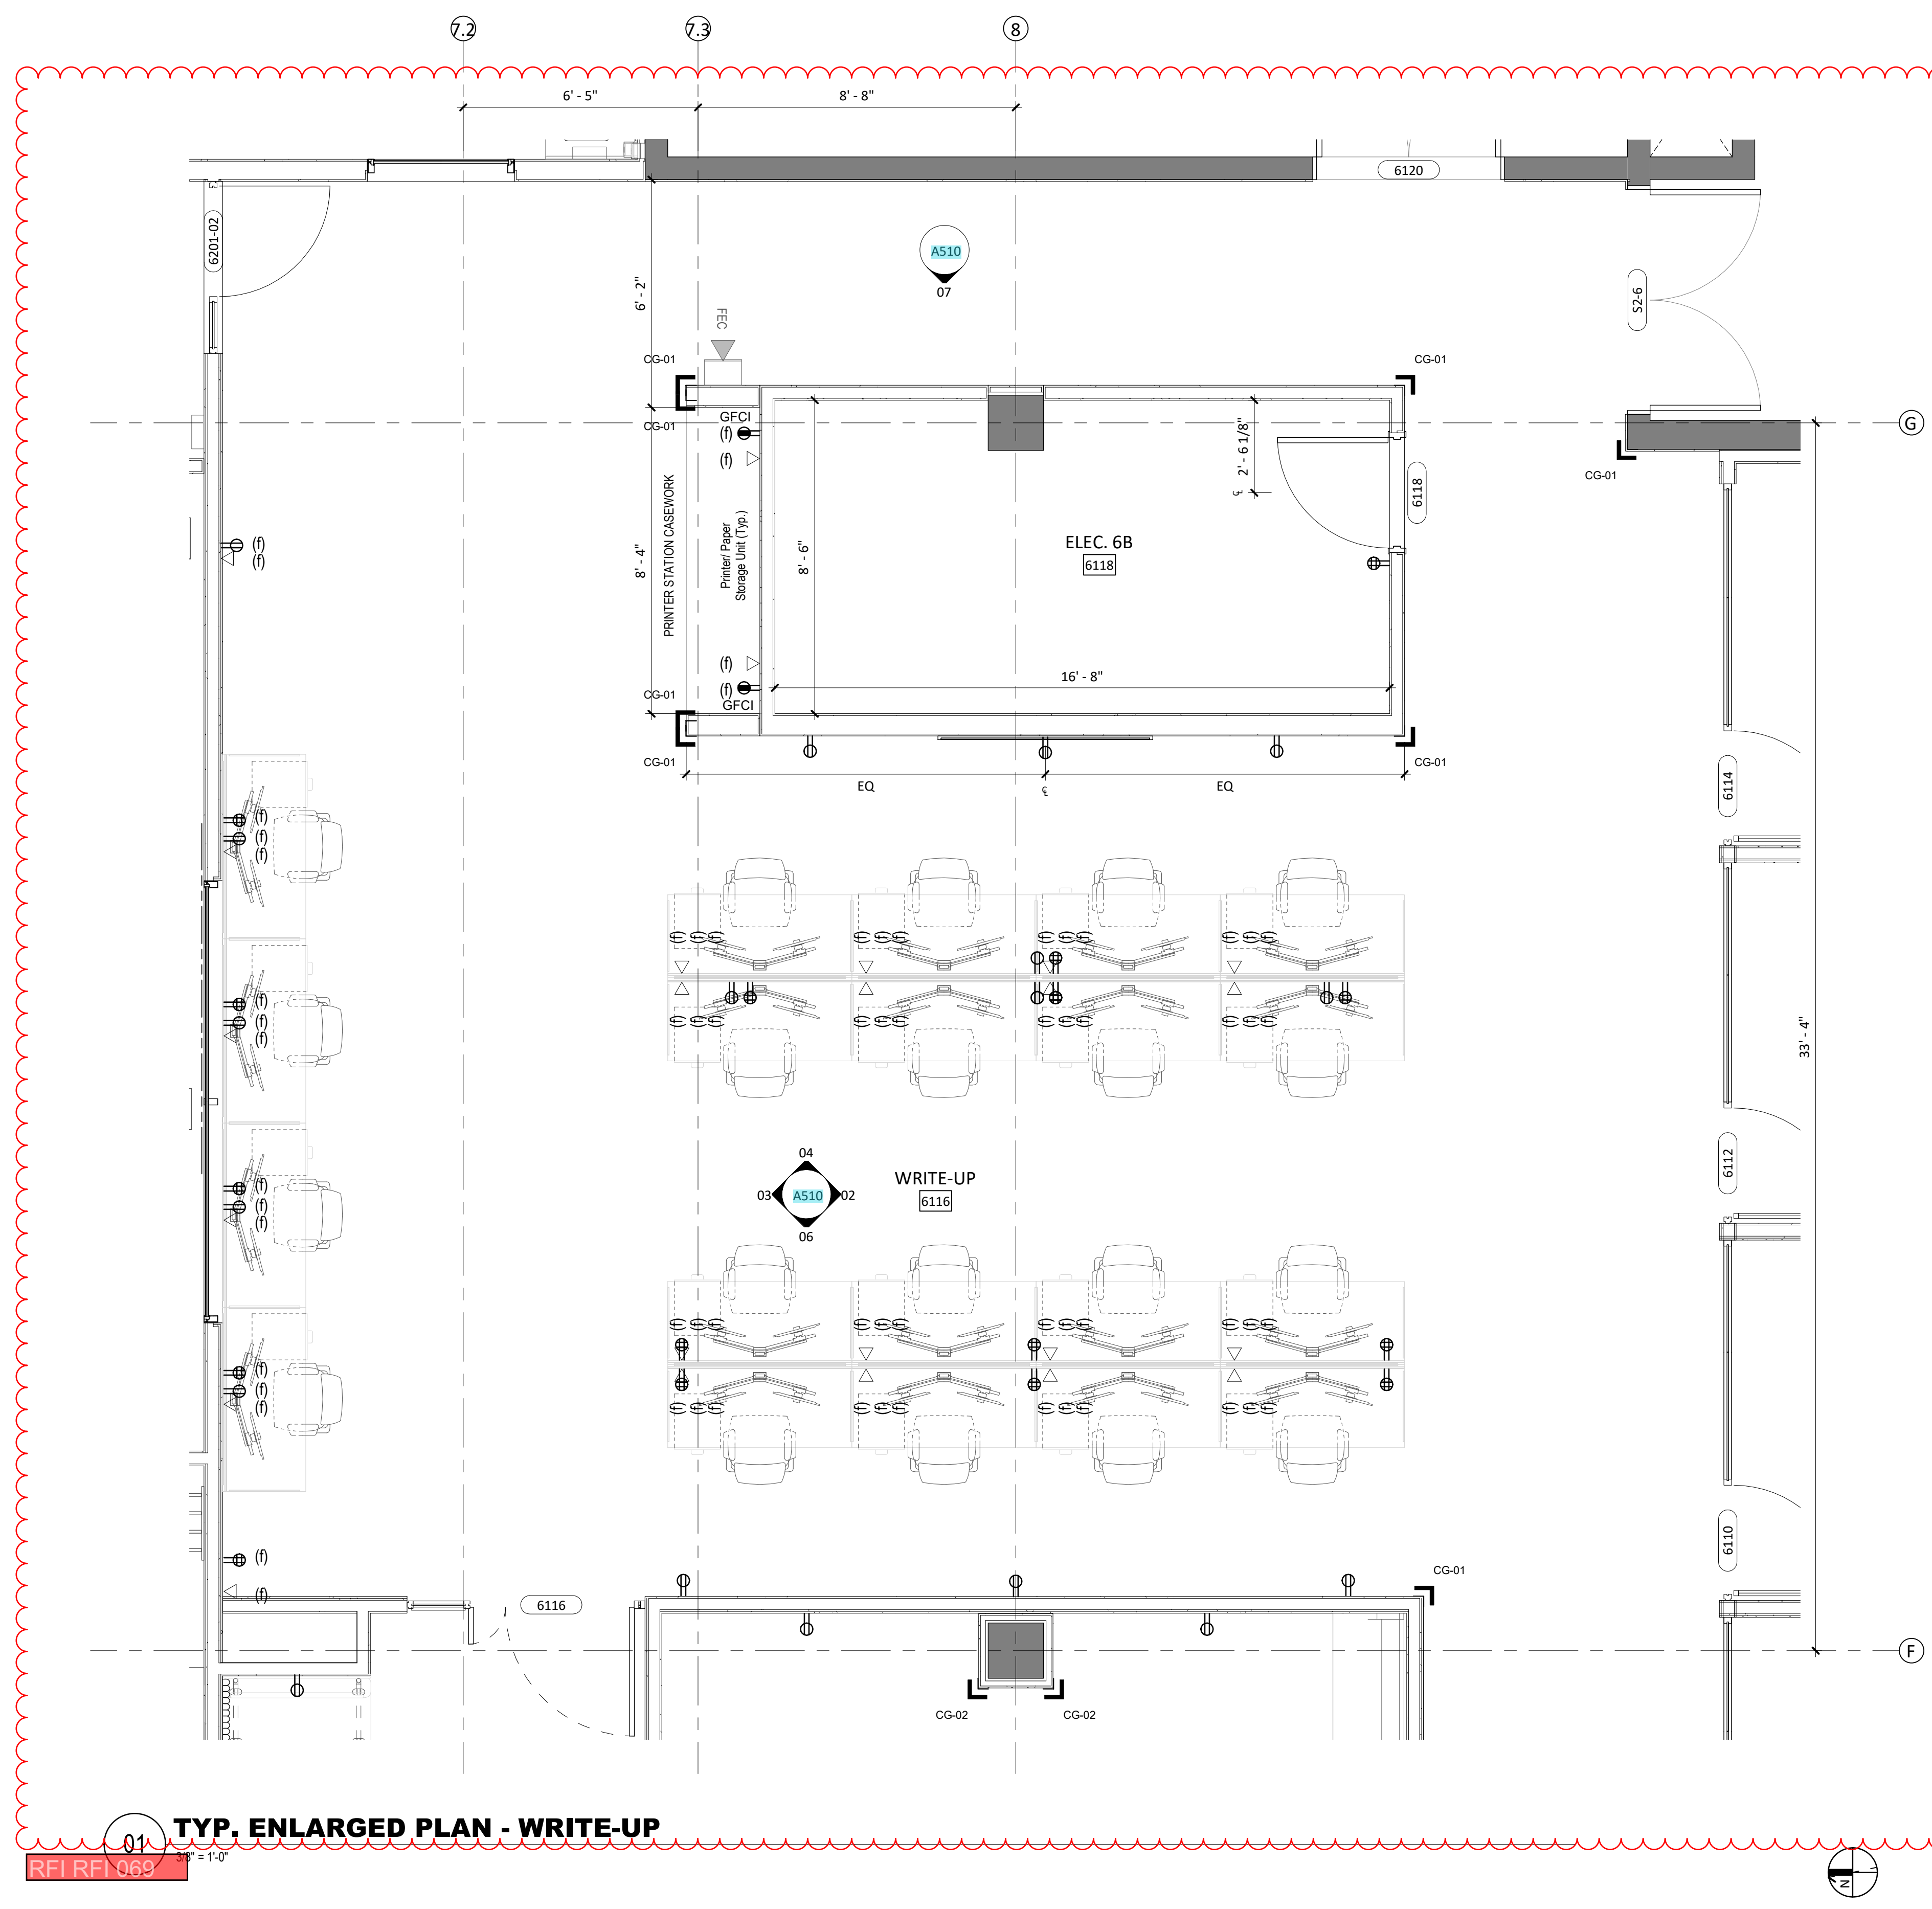 7.2
7.3
8
6' - 5"
8' - 8"
6120
6201-02
A510
07
6' - 2"
S2-6
FEC
CG-01
CG-01
G
GFCI
CG-01
(f)
(f)
2' - 6 1/8"
℄
6118
CG-01
PRINTER STATION CASEWORK
Printer/ Paper
Storage Unit (Typ.)
8' - 4"
8' - 6"
ELEC. 6B
6118
(f)
(f)
(f)
16' - 8"
CG-01
(f)
GFCI
CG-01
CG-01
EQ
℄
EQ
6114
(f)
(f)
(f)
(f) (f) (f)
(f) (f) (f)
(f) (f) (f)
(f) (f) (f)
(f)
(f)
(f)
(f) (f) (f)
(f) (f) (f)
(f) (f) (f)
(f) (f) (f)
33' - 4"
04
03
A510
02
06
WRITE-UP
6116
6112
(f)
(f)
(f)
(f) (f) (f)
(f) (f) (f)
(f) (f) (f)
(f) (f) (f)
(f)
(f)
(f)
(f) (f) (f)
(f) (f) (f)
(f) (f) (f)
(f) (f) (f)
6110
(f)
(f)
CG-01
6116
F
CG-02
CG-02
01
TYP. ENLARGED PLAN - WRITE-UP
3/8" = 1'-0"
RFI RFI 069
N